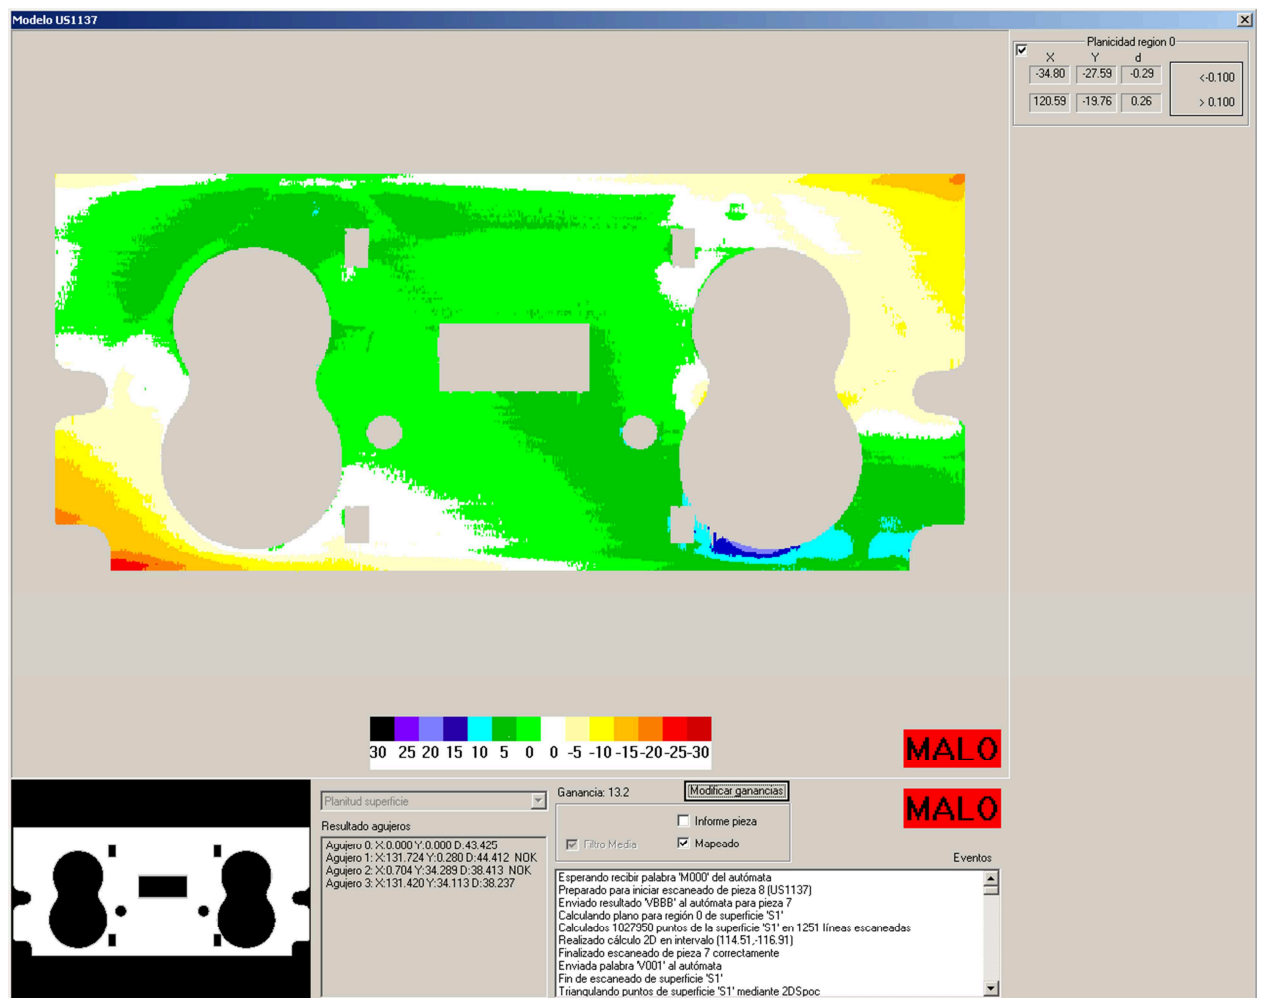 Modelo US1137
Planicidad region 0
X Y d
-34.80 -27.59 -0.29 <-0.100
120.59 -19.76 0.26 > 0.100
30 25 20 15 10 5 0 0 -5 -10 -15 -20 -25 -30
MALO
Planitud superficie
Ganancia: 13.2
Modificar ganancias
MALO
Informe pieza
Filtro Media
Mapeado
Resultado agujeros
Agujero 0: X:0.000 Y:0.000 D:43.425
Agujero 1: X:131.724 Y:0.280 D:44.412 NOK
Agujero 2: X:0.704 Y:34.289 D:38.413 NOK
Agujero 3: X:131.420 Y:34.113 D:38.237
Eventos
Esperando recibir palabra 'M000' del autómata
Preparado para iniciar escaneado de pieza 8 (US1137)
Enviado resultado 'VBBB' al autómata para pieza 7
Calculando plano para región 0 de superficie 'S1'
Calculados 1027950 puntos de la superficie 'S1' en 1251 líneas escaneadas
Realizado cálculo 2D en intervalo (114.51,-116.91)
Finalizado escaneado de pieza 7 correctamente
Enviada palabra 'V001' al autómata
Fin de escaneado de superficie 'S1'
Triangulando puntos de superficie 'S1' mediante 2DSpoc